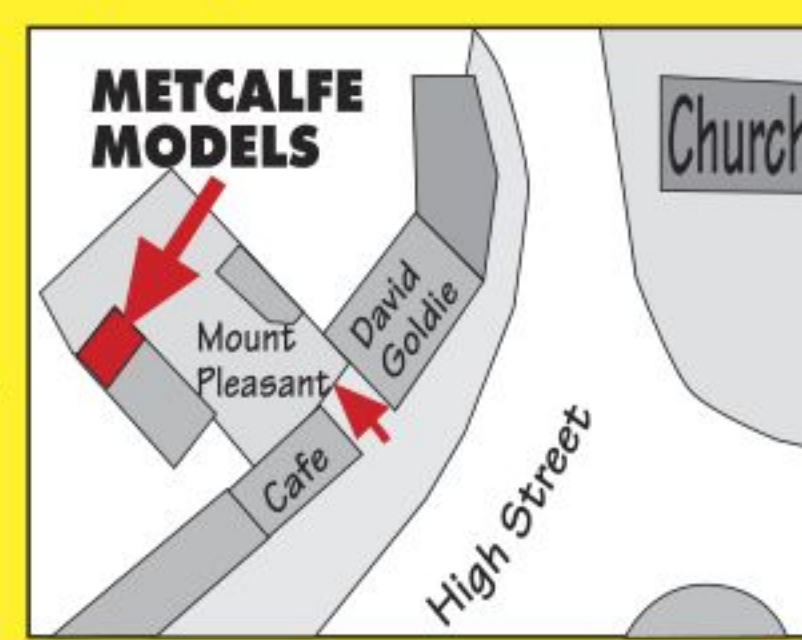 METCALFE
MODELS
Church
David
Goldie
Mount
Pleasant
Cafe
High Street